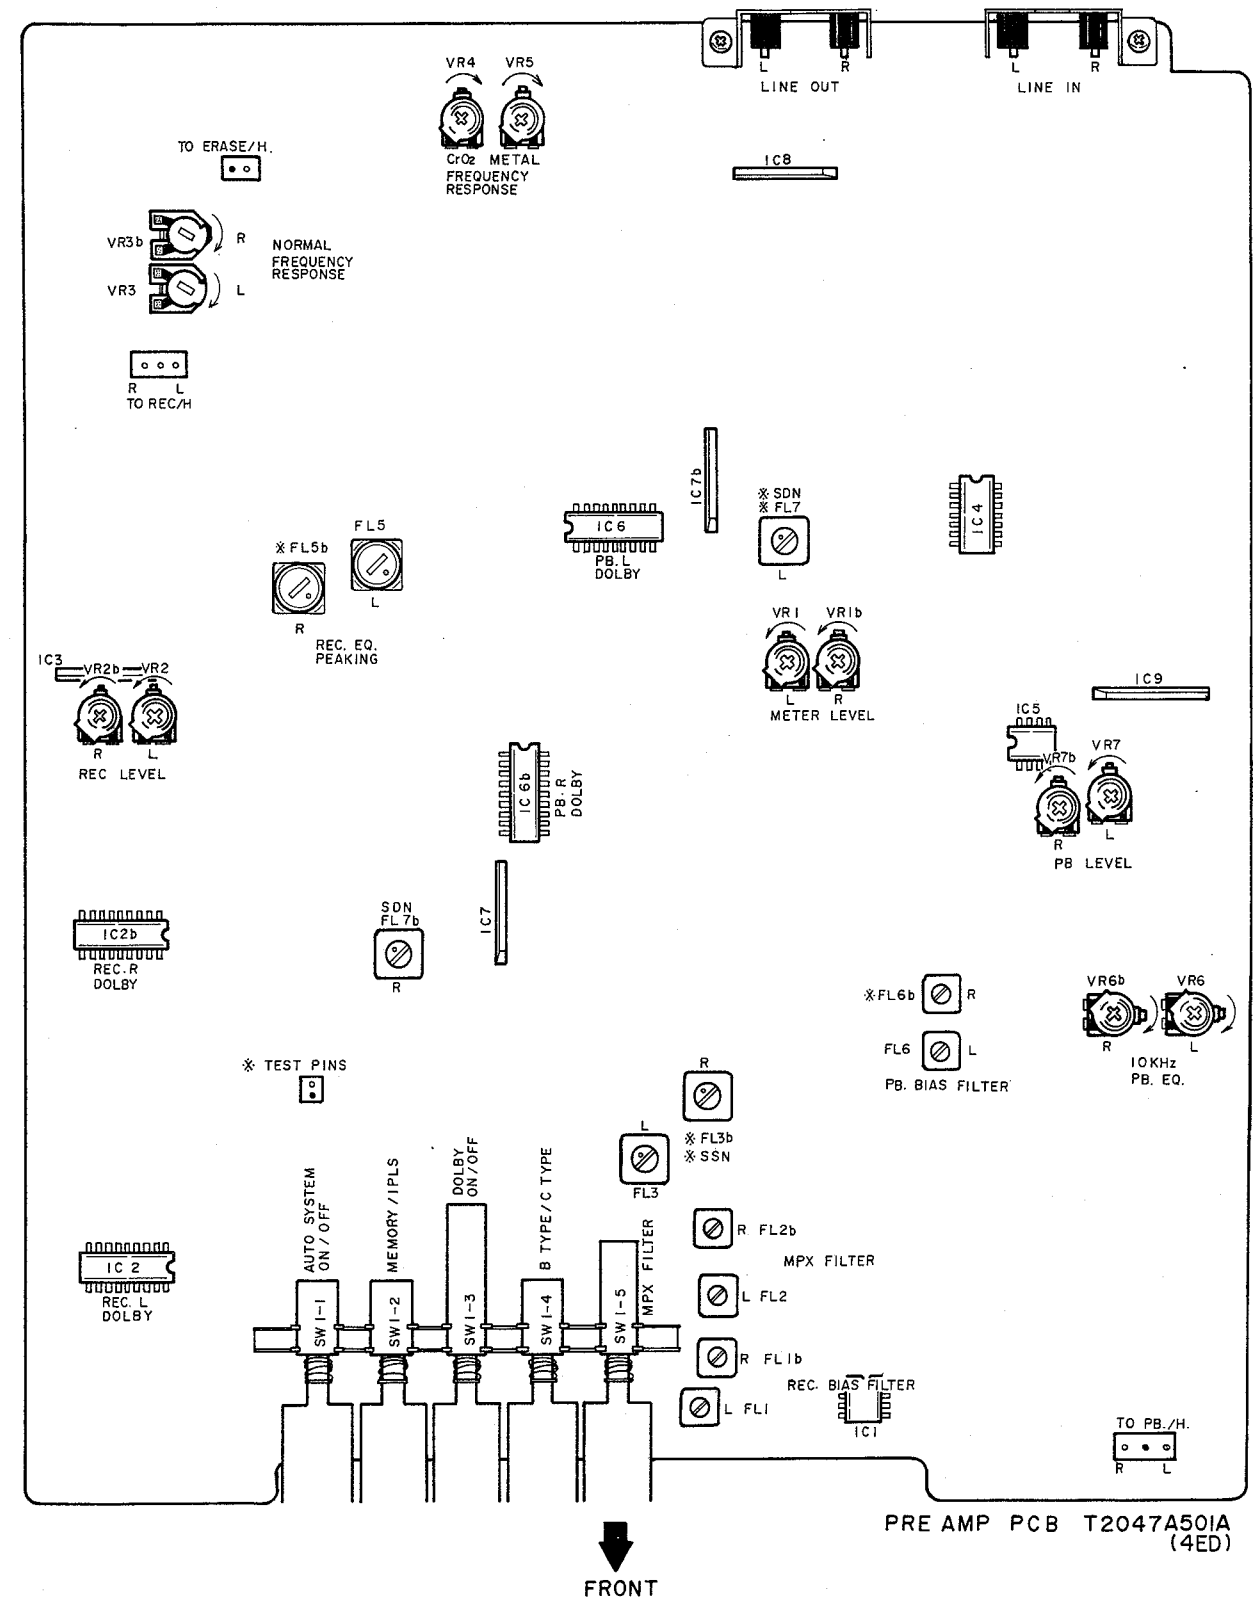 L
R
LINE OUT
L
R
LINE IN
VR4
VR5
CrO2
METAL
FREQUENCY
RESPONSE
IC8
TO ERASE/H.
VR3b
R
VR3
L
NORMAL
FREQUENCY
RESPONSE
R
L
TO REC/H
IC7b
※SDN
※FL7
L
IC4
IC6
PB. L
DOLBY
FL5
L
※FL5b
R
REC. EQ.
PEAKING
VR1
VR1b
L
R
METER LEVEL
IC3
VR2b
VR2
R
L
REC LEVEL
IC9
IC5
VR7b
VR7
R
L
PB LEVEL
IC6b
PB. R
DOLBY
IC7
SDN
FL7b
R
IC2b
REC. R
DOLBY
※FL6b
R
FL6
L
PB. BIAS FILTER
VR6b
VR6
R
L
10KHz
PB. EQ.
※ TEST PINS
R
※FL3b
※SSN
L
FL3
AUTO SYSTEM
ON/OFF
MEMORY/IPLS
DOLBY
ON/OFF
B TYPE/C TYPE
MPX FILTER
SW1-1
SW1-2
SW1-3
SW1-4
SW1-5
R FL2b
MPX FILTER
L FL2
R FL1b
REC. BIAS FILTER
L FL1
IC1
IC2
REC. L
DOLBY
TO PB./H.
R
L
PRE AMP PCB T2047A501A
(4ED)
FRONT